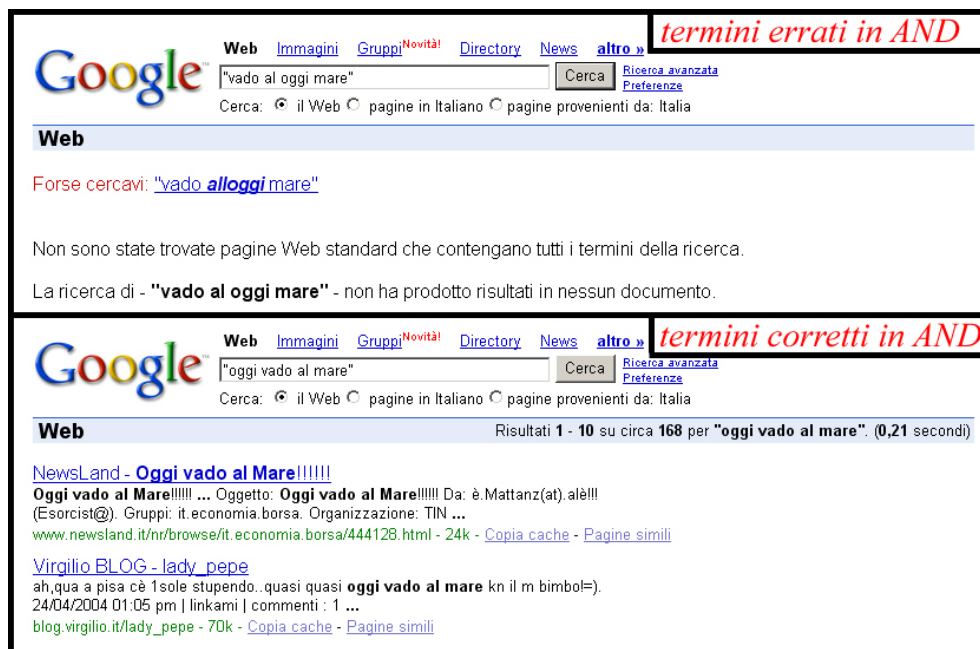 termini errati in AND
Google™
Web Immagini Gruppi Novità! Directory News altro »
"vado al oggi mare" Cerca Ricerca avanzata
Preferenze
Cerca: il Web pagine in Italiano pagine provenienti da: Italia
Web
Forse cercavi: "vado alloggi mare"
Non sono state trovate pagine Web standard che contengano tutti i termini della ricerca.
La ricerca di - "vado al oggi mare" - non ha prodotto risultati in nessun documento.
termini corretti in AND
Google™
Web Immagini Gruppi Novità! Directory News altro »
"oggi vado al mare" Cerca Ricerca avanzata
Preferenze
Cerca: il Web pagine in Italiano pagine provenienti da: Italia
Web Risultati 1 - 10 su circa 168 per "oggi vado al mare". (0,21 secondi)
NewsLand - Oggi vado al Mare!!!!!!
Oggi vado al Mare!!!!!! ... Oggetto: Oggi vado al Mare!!!!!! Da: è.Mattanz(at).alè!!!
(Esorcist@). Gruppi: it.economia.borsa. Organizzazione: TIN ...
www.newsland.it/nr/browse/it.economia.borsa/444128.html - 24k - Copia cache - Pagine simili
Virgilio BLOG - lady_pepe
ah,qua a pisa cè 1sole stupendo..quasi quasi oggi vado al mare kn il m bimbo!=).
24/04/2004 01:05 pm | linkami | commenti : 1 ...
blog.virgilio.it/lady_pepe - 70k - Copia cache - Pagine simili